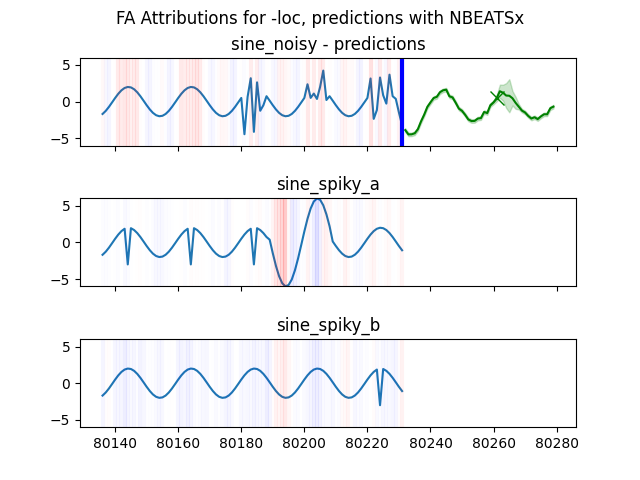 FA Attributions for -loc, predictions with NBEATSx
sine_noisy - predictions
5
0
−5
sine_spiky_a
5
0
−5
sine_spiky_b
5
0
−5
80140 80160 80180 80200 80220 80240 80260 80280